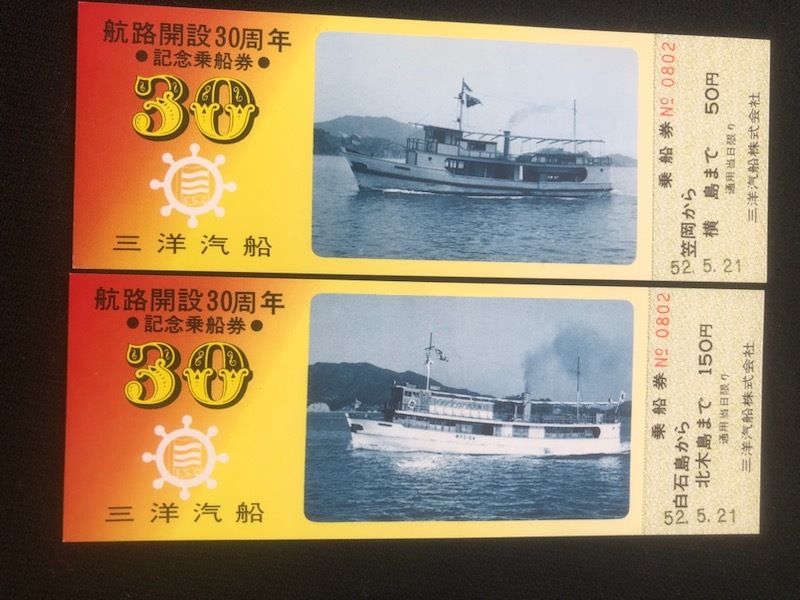 航路開設30周年
●記念乗船券●
30
三洋汽船
乗船券 № 0802
笠岡から
横島まで 50円
通用当日限り
三洋汽船株式会社
52.5.21
航路開設30周年
●記念乗船券●
30
三洋汽船
乗船券 № 0802
白石島から
北木島まで 150円
通用当日限り
三洋汽船株式会社
52.5.21